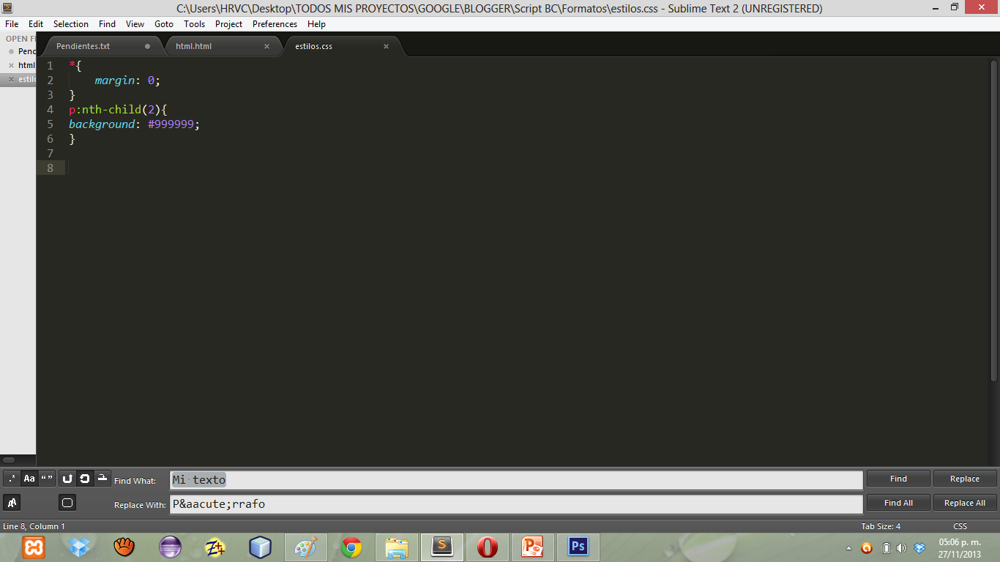 C:\Users\HRVC\Desktop\TODOS MIS PROYECTOS\GOOGLE\BLOGGER\Script BC\Formatos\estilos.css - Sublime Text 2 (UNREGISTERED)
File Edit Selection Find View Goto Tools Project Preferences Help
OPEN FI
Pend
html
estilo
Pendientes.txt html.html estilos.css
1 *{
2 margin: 0;
3 }
4 p:nth-child(2){
5 background: #999999;
6 }
7
8
.* Aa “ ” Find What: Mi texto Find Replace
Replace With: P&aacute;rrafo Find All Replace All
Line 8, Column 1 Tab Size: 4 CSS
Ps
05:06 p. m.
27/11/2013